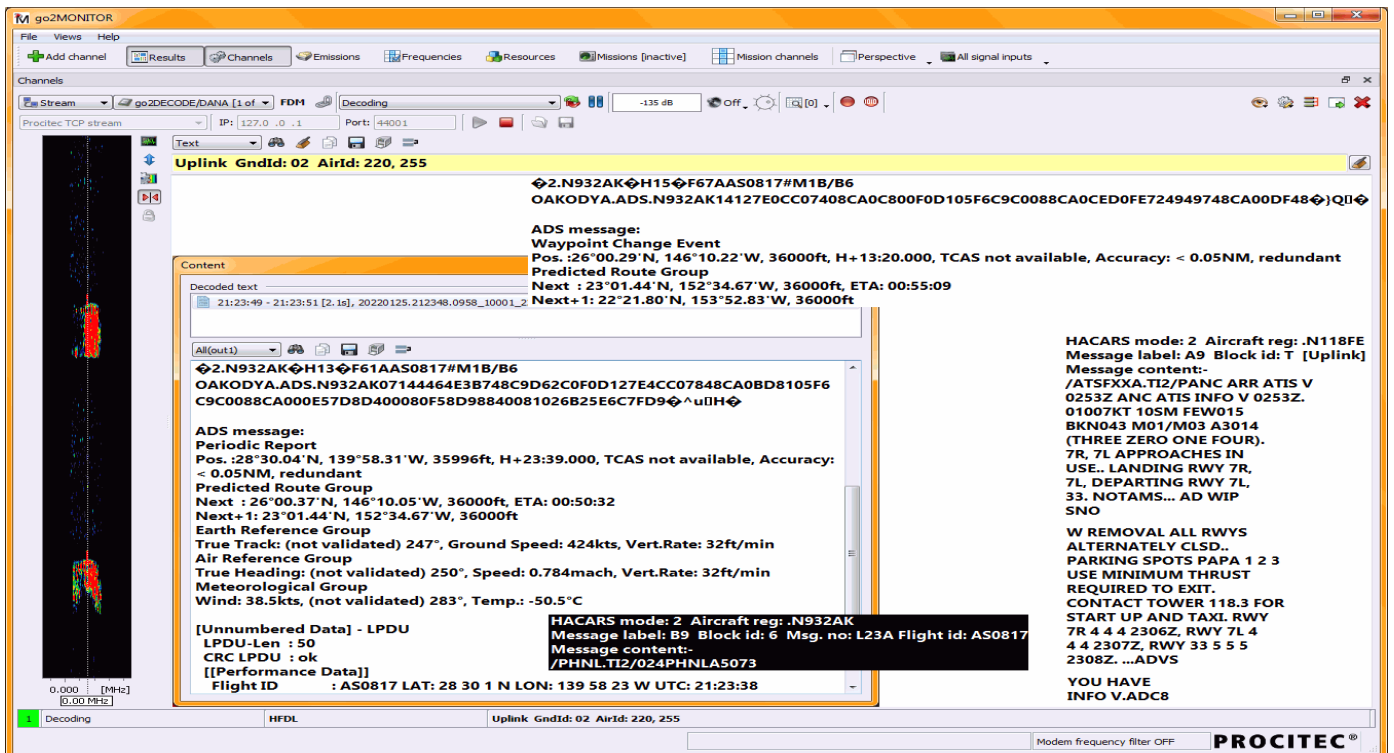 go2MONITOR
File Views Help
Add channel Results Channels Emissions Frequencies Resources Missions [inactive] Mission channels Perspective All signal inputs
Channels
Stream go2DECODE/DANA [1 of FDM Decoding -135 dB Off [0]
Procitec TCP stream IP: 127.0 .0 .1 Port: 44001
Text
Uplink GndId: 02 AirId: 220, 255
�2.N932AK�H15�F67AAS0817#M1B/B6
OAKODYA.ADS.N932AK14127E0CC07408CA0C800F0D105F6C9C0088CA0CED0FE724949748CA00DF48�}Q▯�
ADS message:
Waypoint Change Event
Pos. :26°00.29'N, 146°10.22'W, 36000ft, H+13:20.000, TCAS not available, Accuracy: < 0.05NM, redundant
Predicted Route Group
Next : 23°01.44'N, 152°34.67'W, 36000ft, ETA: 00:55:09
Next+1: 22°21.80'N, 153°52.83'W, 36000ft
Content
Decoded text
21:23:49 - 21:23:51 [2.1s], 20220125.212348.0958_10001_2
All(out1)
�2.N932AK�H13�F61AAS0817#M1B/B6
OAKODYA.ADS.N932AK07144464E3B748C9D62C0F0D127E4CC07848CA0BD8105F6
C9C0088CA000E57D8D400080F58D98840081026B25E6C7FD9�^u▯H�
ADS message:
Periodic Report
Pos. :28°30.04'N, 139°58.31'W, 35996ft, H+23:39.000, TCAS not available, Accuracy:
< 0.05NM, redundant
Predicted Route Group
Next : 26°00.37'N, 146°10.05'W, 36000ft, ETA: 00:50:32
Next+1: 23°01.44'N, 152°34.67'W, 36000ft
Earth Reference Group
True Track: (not validated) 247°, Ground Speed: 424kts, Vert.Rate: 32ft/min
Air Reference Group
True Heading: (not validated) 250°, Speed: 0.784mach, Vert.Rate: 32ft/min
Meteorological Group
Wind: 38.5kts, (not validated) 283°, Temp.: -50.5°C
[Unnumbered Data] - LPDU
LPDU-Len : 50
CRC LPDU : ok
[[Performance Data]]
Flight ID : AS0817 LAT: 28 30 1 N LON: 139 58 23 W UTC: 21:23:38
HACARS mode: 2 Aircraft reg: .N932AK
Message label: B9 Block id: 6 Msg. no: L23A Flight id: AS0817
Message content:-
/PHNL.TI2/024PHNLA5073
HACARS mode: 2 Aircraft reg: .N118FE
Message label: A9 Block id: T [Uplink]
Message content:-
/ATSFXXA.TI2/PANC ARR ATIS V
0253Z ANC ATIS INFO V 0253Z.
01007KT 10SM FEW015
BKN043 M01/M03 A3014
(THREE ZERO ONE FOUR).
7R, 7L APPROACHES IN
USE.. LANDING RWY 7R,
7L, DEPARTING RWY 7L,
33. NOTAMS... AD WIP
SNO
W REMOVAL ALL RWYS
ALTERNATELY CLSD..
PARKING SPOTS PAPA 1 2 3
USE MINIMUM THRUST
REQUIRED TO EXIT.
CONTACT TOWER 118.3 FOR
START UP AND TAXI. RWY
7R 4 4 4 2306Z, RWY 7L 4
4 4 2307Z, RWY 33 5 5 5
2308Z. ...ADVS
YOU HAVE
INFO V.ADC8
0.000 [MHz]
0.00 MHz
1 Decoding HFDL Uplink GndId: 02 AirId: 220, 255
Modem frequency filter OFF PROCITEC®